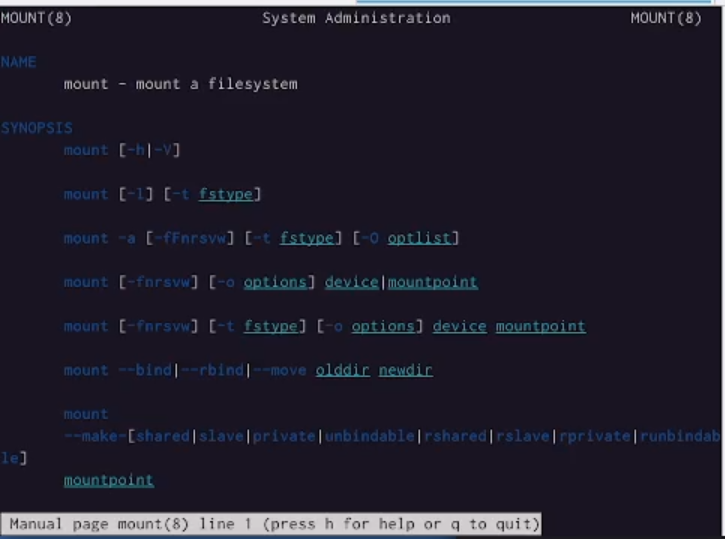 MOUNT(8) System Administration MOUNT(8)
NAME
mount - mount a filesystem
SYNOPSIS
mount [-h|-V]
mount [-l] [-t fstype]
mount -a [-fFnrsvw] [-t fstype] [-O optlist]
mount [-fnrsvw] [-o options] device|mountpoint
mount [-fnrsvw] [-t fstype] [-o options] device mountpoint
mount --bind|--rbind|--move olddir newdir
mount
--make-[shared|slave|private|unbindable|rshared|rslave|rprivate|runbindab
le]
mountpoint
Manual page mount(8) line 1 (press h for help or q to quit)